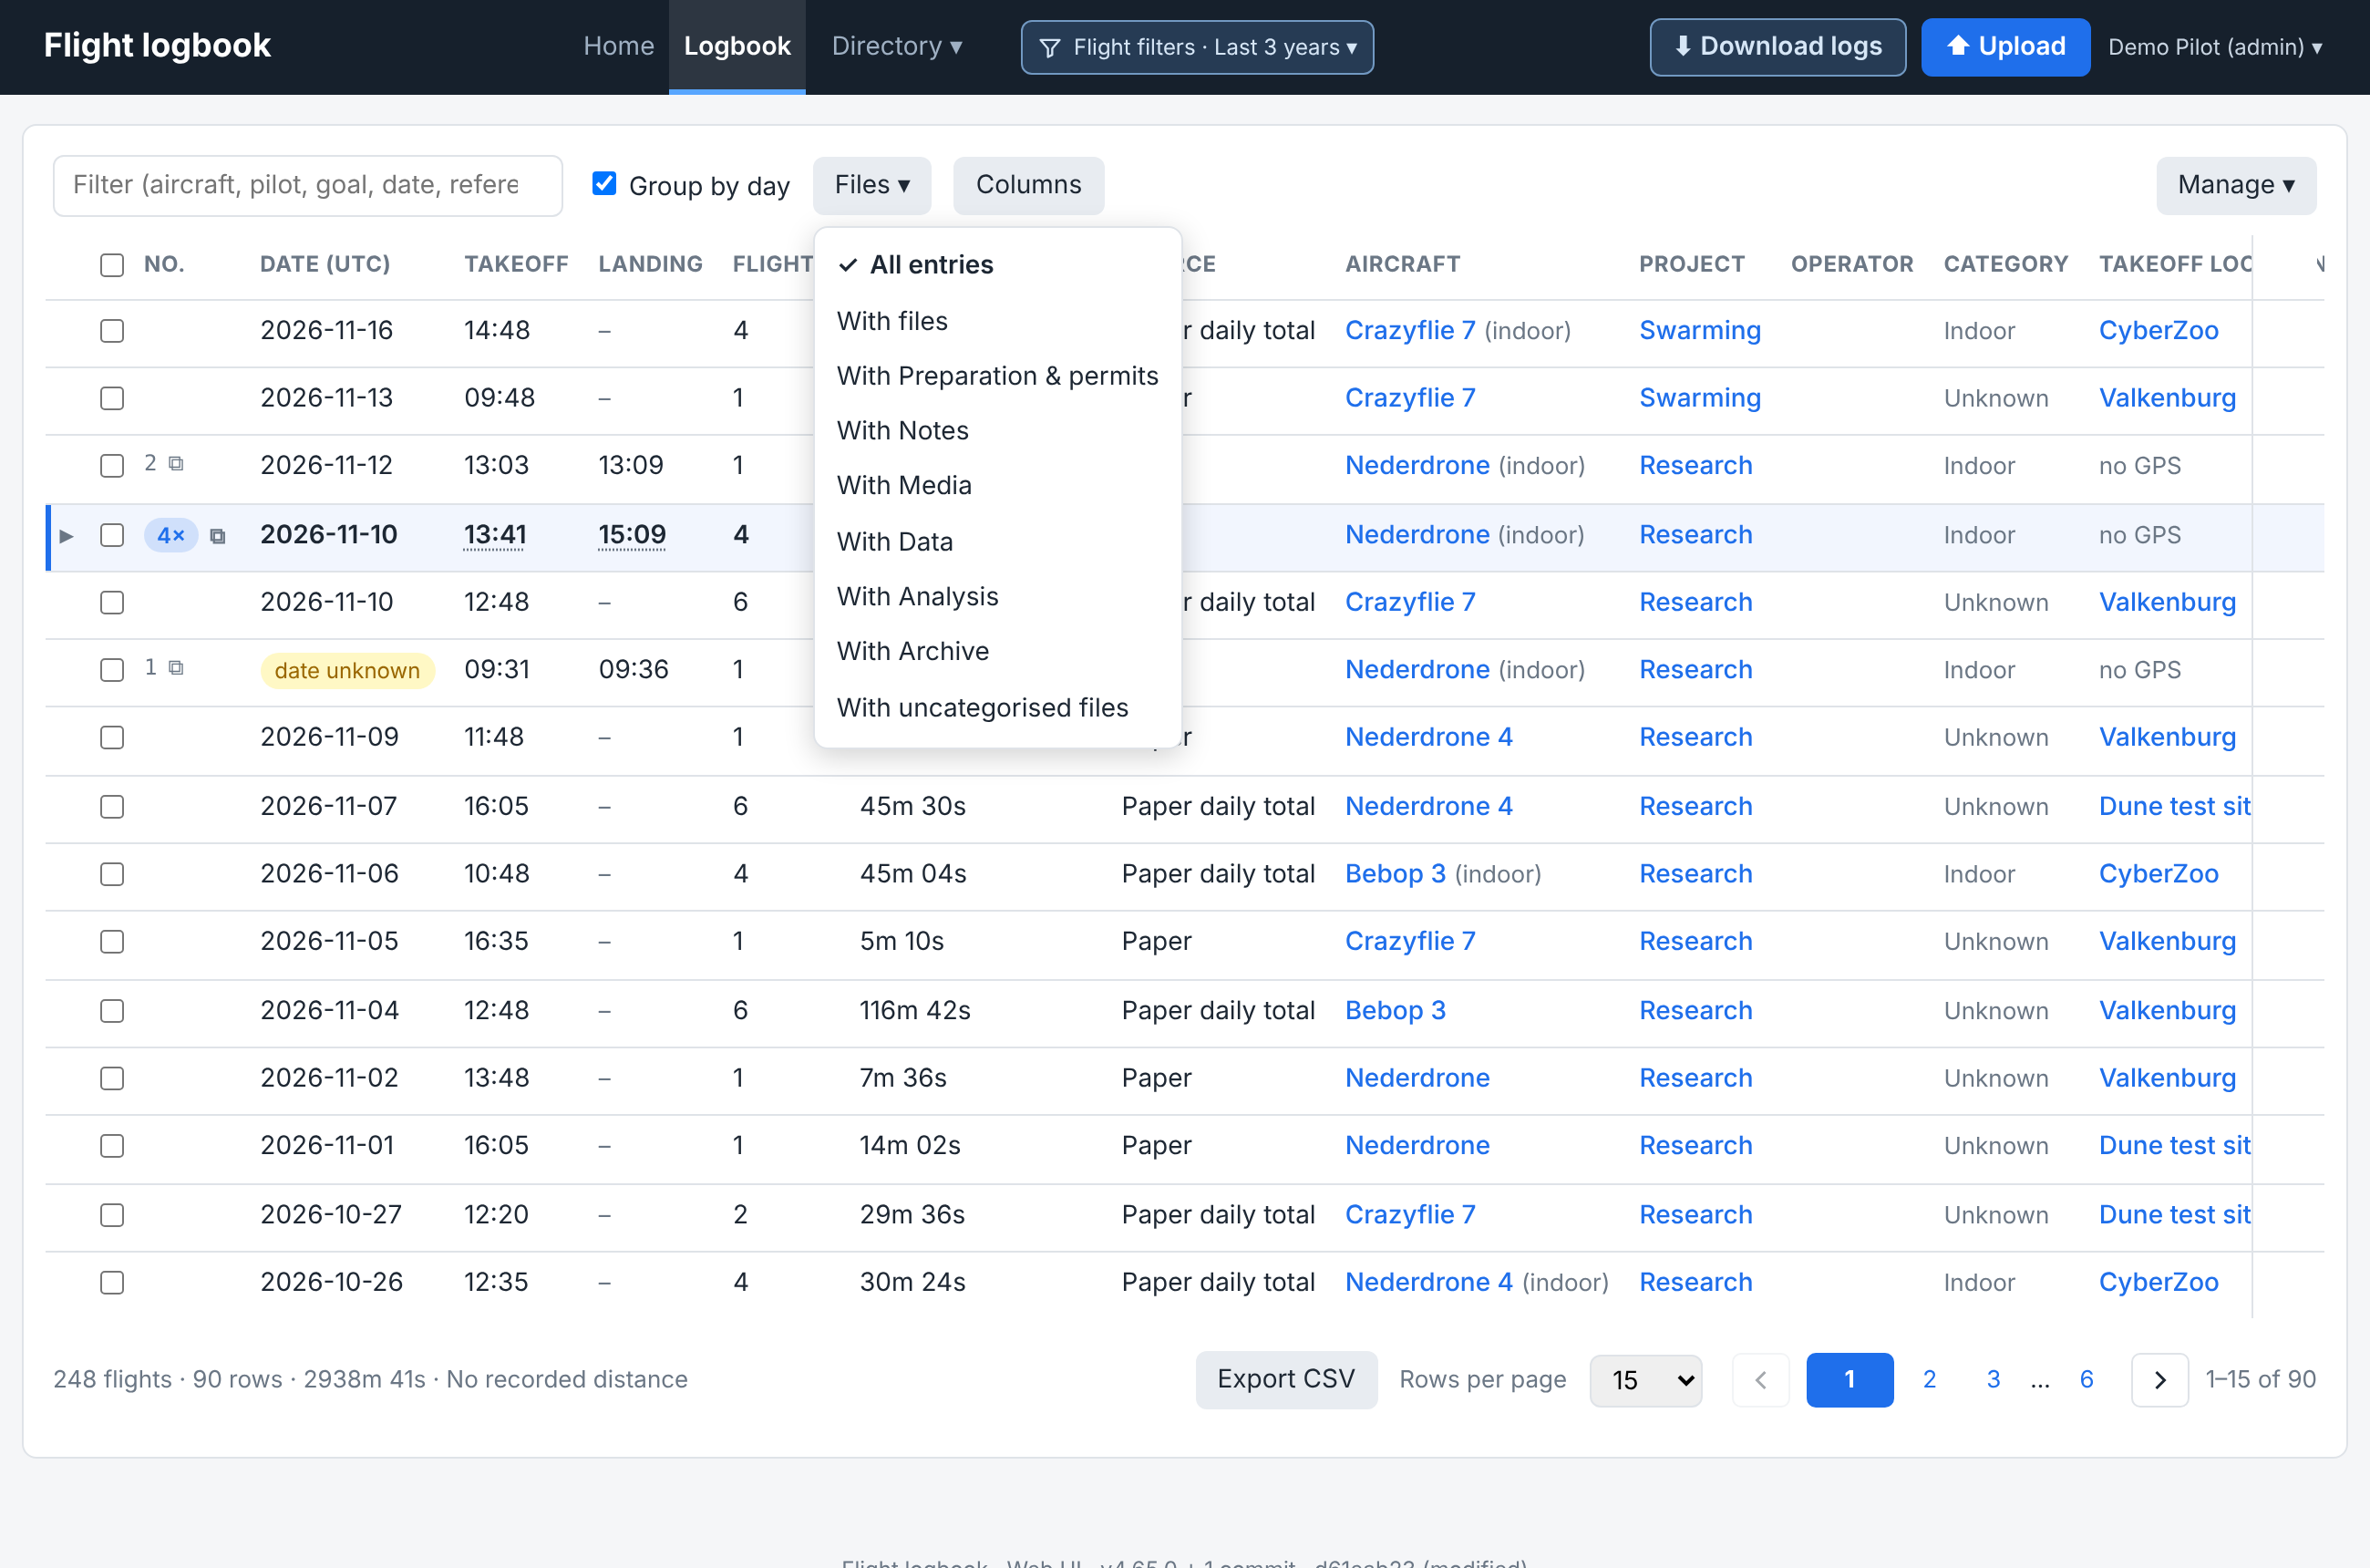 Flight logbook Home Logbook Directory ▾ Flight filters · Last 3 years ▾ ⬇ Download logs ⬆ Upload Demo Pilot (admin) ▾
Filter (aircraft, pilot, goal, date, refere Group by day Files ▾ Columns Manage ▾
NO. DATE (UTC) TAKEOFF LANDING FLIGHT AIRCRAFT PROJECT OPERATOR CATEGORY TAKEOFF LOC
✓ All entries
With files
With Preparation & permits
With Notes
With Media
With Data
With Analysis
With Archive
With uncategorised files
2026-11-16 14:48 – 4 daily total Crazyflie 7 (indoor) Swarming Indoor CyberZoo
2026-11-13 09:48 – 1 Crazyflie 7 Swarming Unknown Valkenburg
2 2026-11-12 13:03 13:09 1 Nederdrone (indoor) Research Indoor no GPS
▶ 4× 2026-11-10 13:41 15:09 4 Nederdrone (indoor) Research Indoor no GPS
2026-11-10 12:48 – 6 daily total Crazyflie 7 Research Unknown Valkenburg
1 date unknown 09:31 09:36 1 Nederdrone (indoor) Research Indoor no GPS
2026-11-09 11:48 – 1 Nederdrone 4 Research Unknown Valkenburg
2026-11-07 16:05 – 6 45m 30s Paper daily total Nederdrone 4 Research Unknown Dune test sit
2026-11-06 10:48 – 4 45m 04s Paper daily total Bebop 3 (indoor) Research Indoor CyberZoo
2026-11-05 16:35 – 1 5m 10s Paper Crazyflie 7 Research Unknown Valkenburg
2026-11-04 12:48 – 6 116m 42s Paper daily total Bebop 3 Research Unknown Valkenburg
2026-11-02 13:48 – 1 7m 36s Paper Nederdrone Research Unknown Valkenburg
2026-11-01 16:05 – 1 14m 02s Paper Nederdrone Research Unknown Dune test sit
2026-10-27 12:20 – 2 29m 36s Paper daily total Crazyflie 7 Research Unknown Dune test sit
2026-10-26 12:35 – 4 30m 24s Paper daily total Nederdrone 4 (indoor) Research Indoor CyberZoo
248 flights · 90 rows · 2938m 41s · No recorded distance Export CSV Rows per page 15 1 2 3 ... 6 1–15 of 90